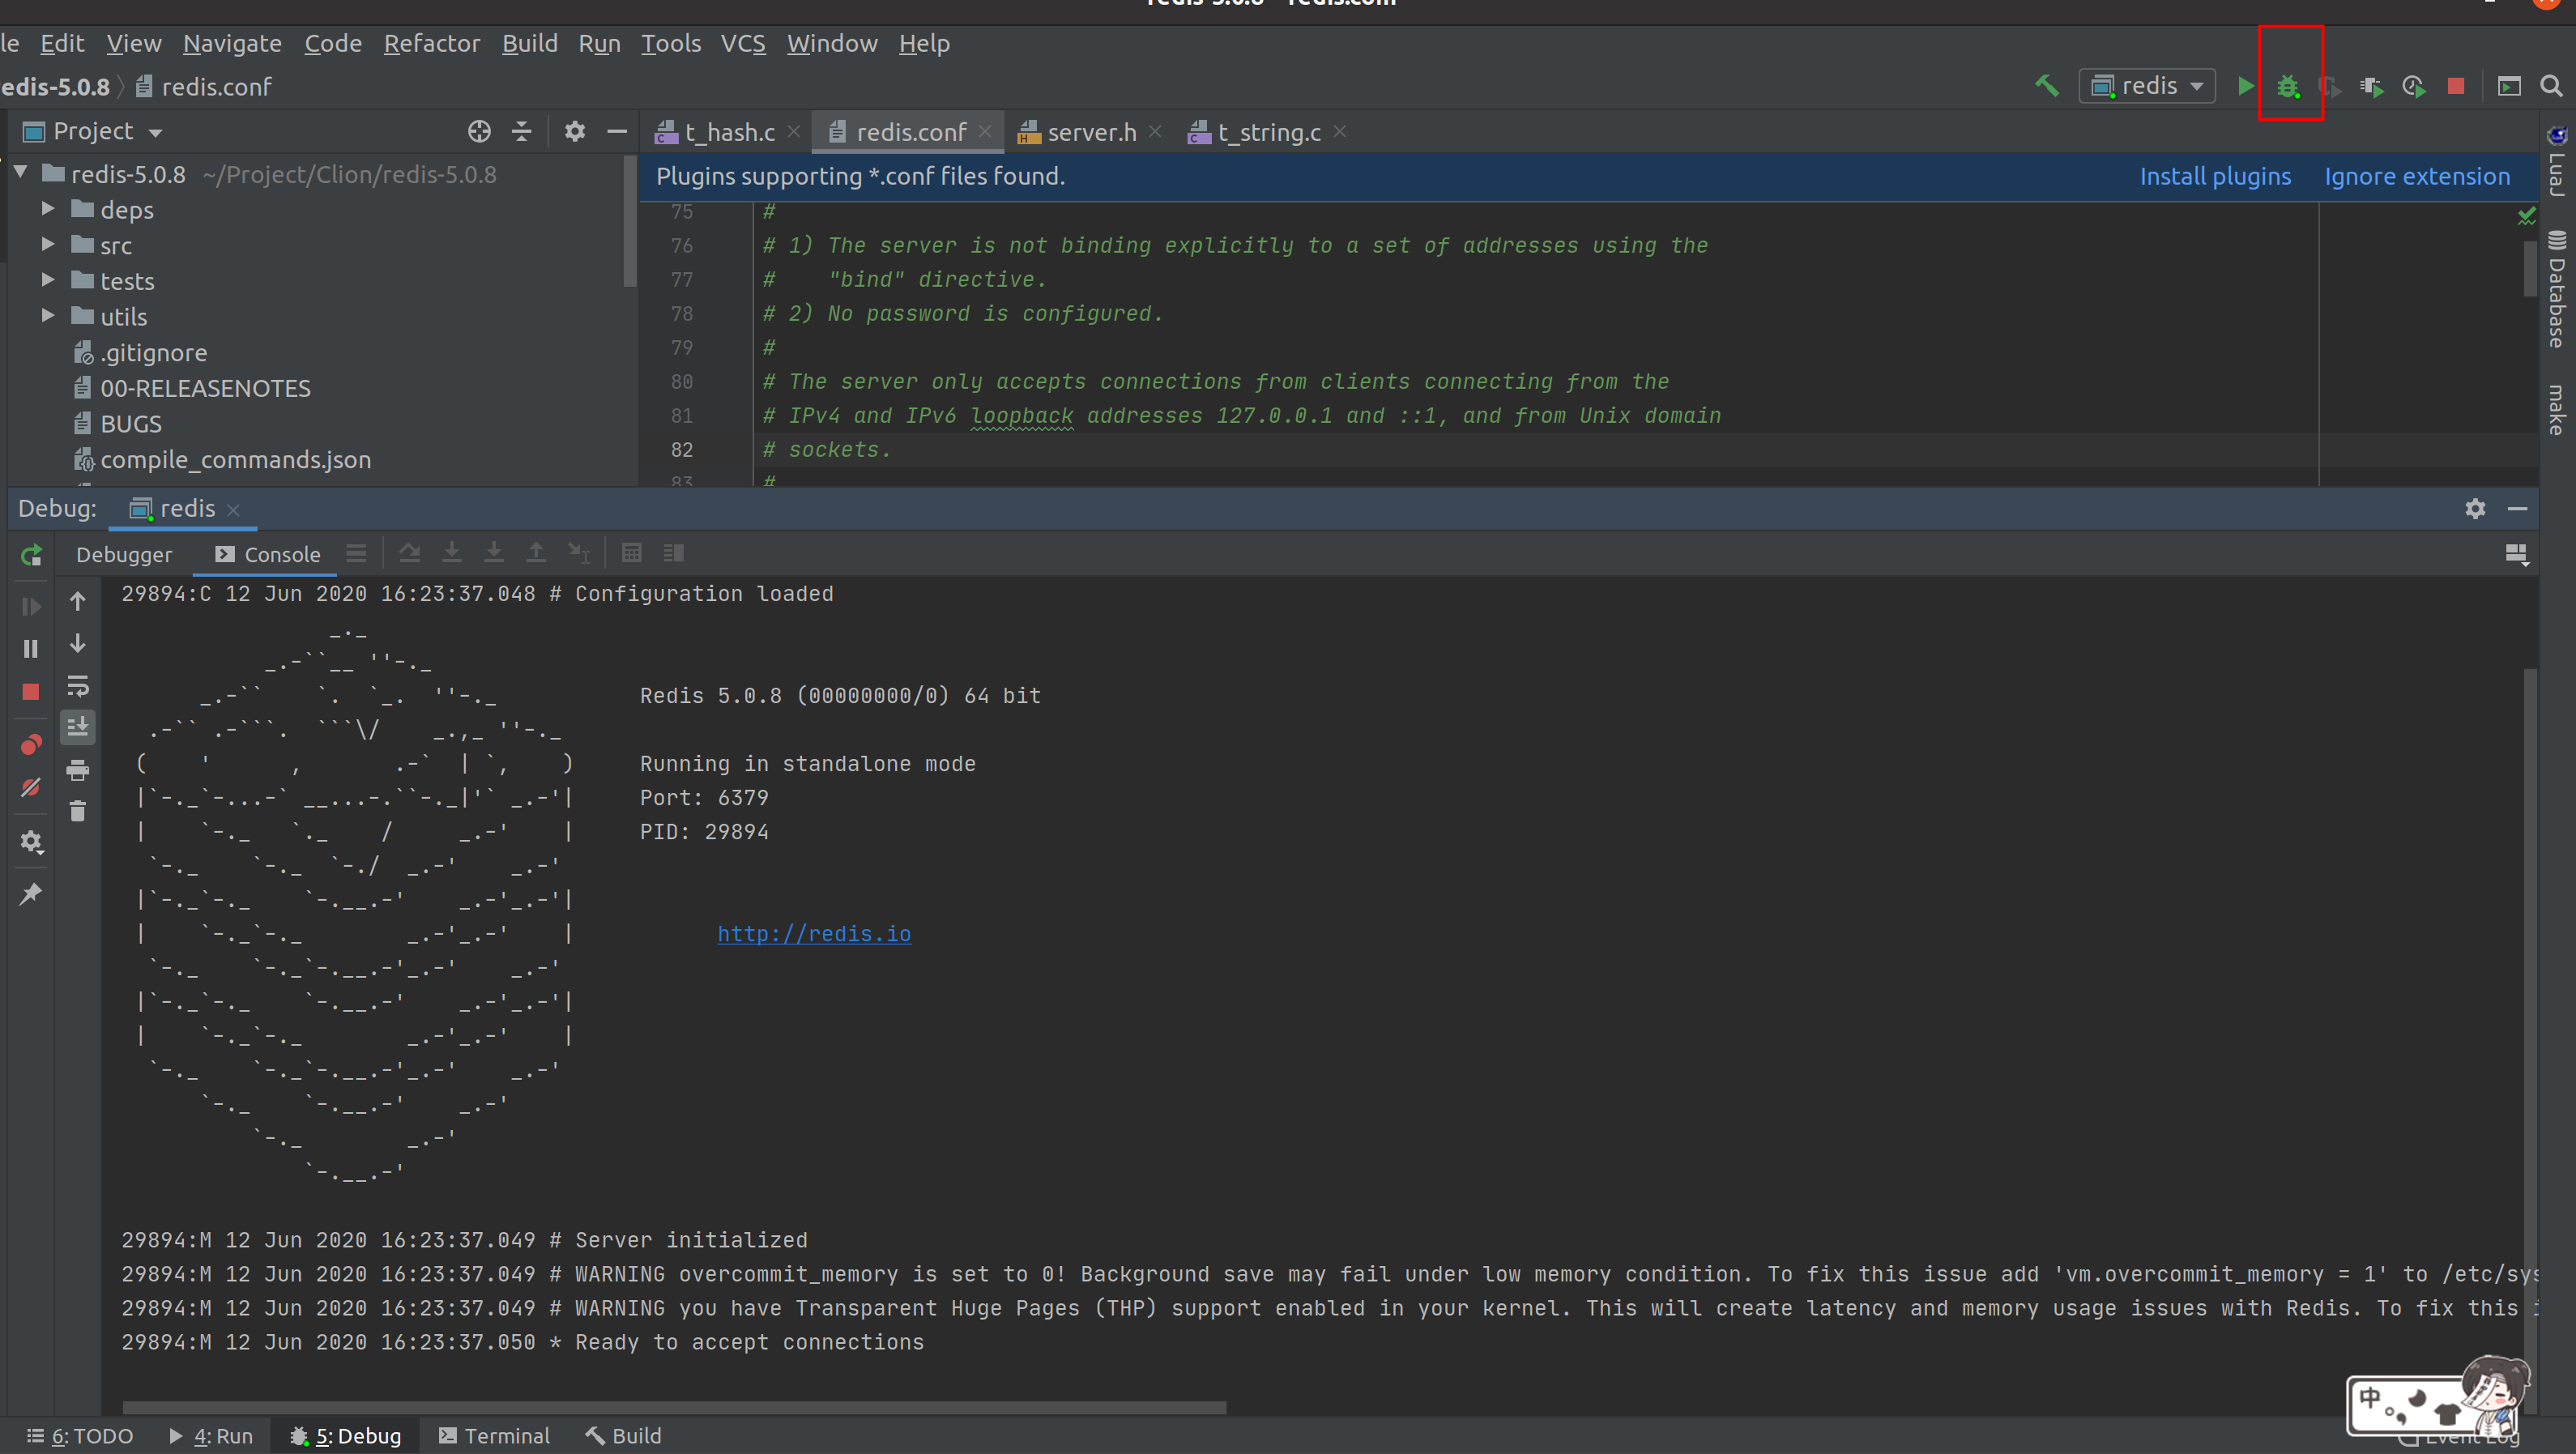 le Edit View Navigate Code Refactor Build Run Tools VCS Window Help
edis-5.0.8 redis.conf redis
Project t_hash.c redis.conf server.h t_string.c
redis-5.0.8 ~/Project/Clion/redis-5.0.8
Plugins supporting *.conf files found. Install plugins Ignore extension
deps
src
tests
utils
.gitignore
00-RELEASENOTES
BUGS
compile_commands.json
75 #
76 # 1) The server is not binding explicitly to a set of addresses using the
77 #    "bind" directive.
78 # 2) No password is configured.
79 #
80 # The server only accepts connections from clients connecting from the
81 # IPv4 and IPv6 loopback addresses 127.0.0.1 and ::1, and from Unix domain
82 # sockets.
83 #
LuaJ
Database
make
Debug: redis
Debugger Console
29894:C 12 Jun 2020 16:23:37.048 # Configuration loaded
Redis 5.0.8 (00000000/0) 64 bit
Running in standalone mode
Port: 6379
PID: 29894
http://redis.io
29894:M 12 Jun 2020 16:23:37.049 # Server initialized
29894:M 12 Jun 2020 16:23:37.049 # WARNING overcommit_memory is set to 0! Background save may fail under low memory condition. To fix this issue add 'vm.overcommit_memory = 1' to /etc/sys
29894:M 12 Jun 2020 16:23:37.049 # WARNING you have Transparent Huge Pages (THP) support enabled in your kernel. This will create latency and memory usage issues with Redis. To fix this i
29894:M 12 Jun 2020 16:23:37.050 * Ready to accept connections
中
6: TODO 4: Run 5: Debug Terminal Build Event Log